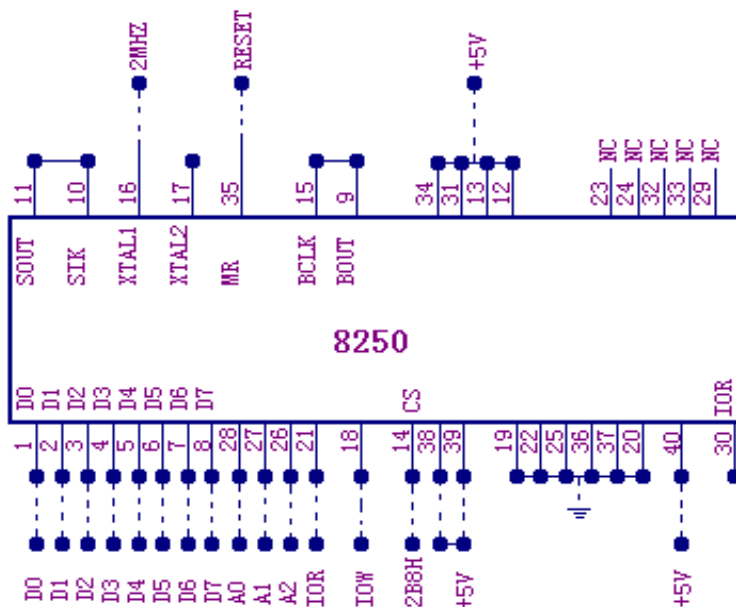 2MHZ
RESET
+5V
11
10
16
17
35
15
9
34
31
13
12
23 NC
24 NC
32 NC
33 NC
29 NC
SOUT
SIK
XTAL1
XTAL2
MR
BCLK
BOUT
8250
D0
D1
D2
D3
D4
D5
D6
D7
CS
IOR
1
2
3
4
5
6
7
8
28
27
26
21
18
14
38
39
19
22
25
36
37
20
40
30
D0
D1
D2
D3
D4
D5
D6
D7
A0
A1
A2
IOR
IOW
2B8H
+5V
+5V